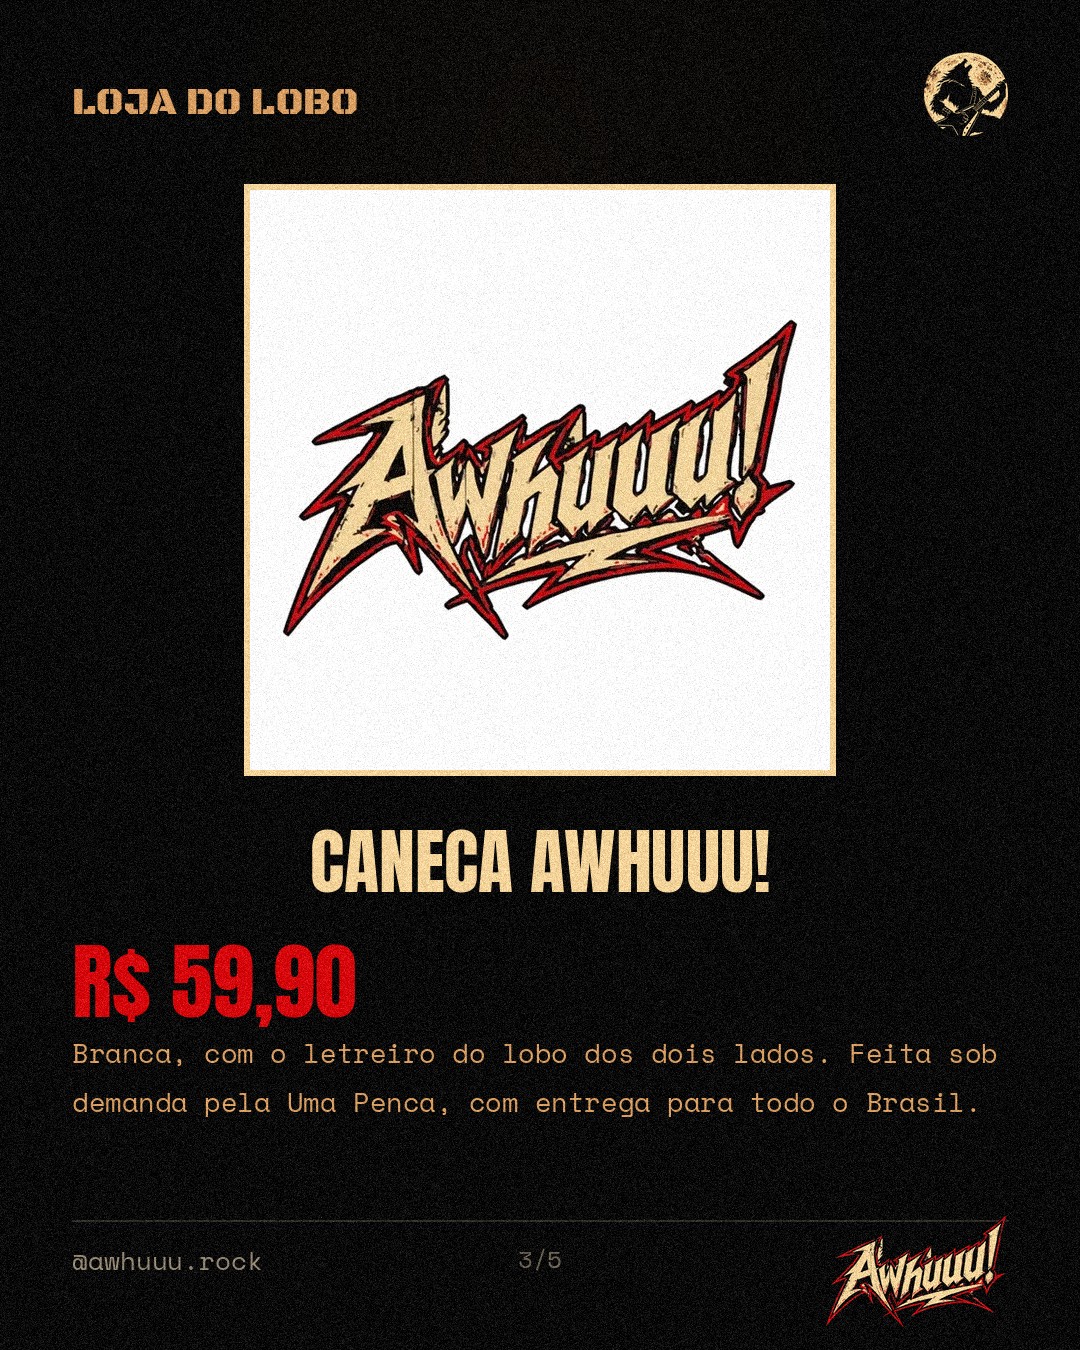 LOJA DO LOBO
Awhuuu!
CANECA AWHUUU!
R$ 59,90
Branca, com o letreiro do lobo dos dois lados. Feita sob
demanda pela Uma Penca, com entrega para todo o Brasil.
@awhuuu.rock
3/5
Awhuuu!